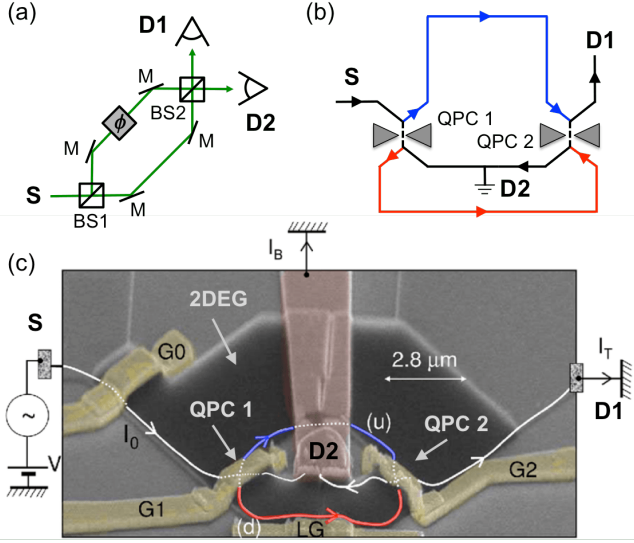 (a)
D1
M
BS2
D2
ϕ
M
M
S
M
BS1
(b)
D1
S
QPC 1
QPC 2
D2
(c)
I_B
2DEG
S
G0
2.8 μm
I_T
D1
QPC 1
(u)
QPC 2
I_0
D2
~
V
G1
G2
(d)
LG